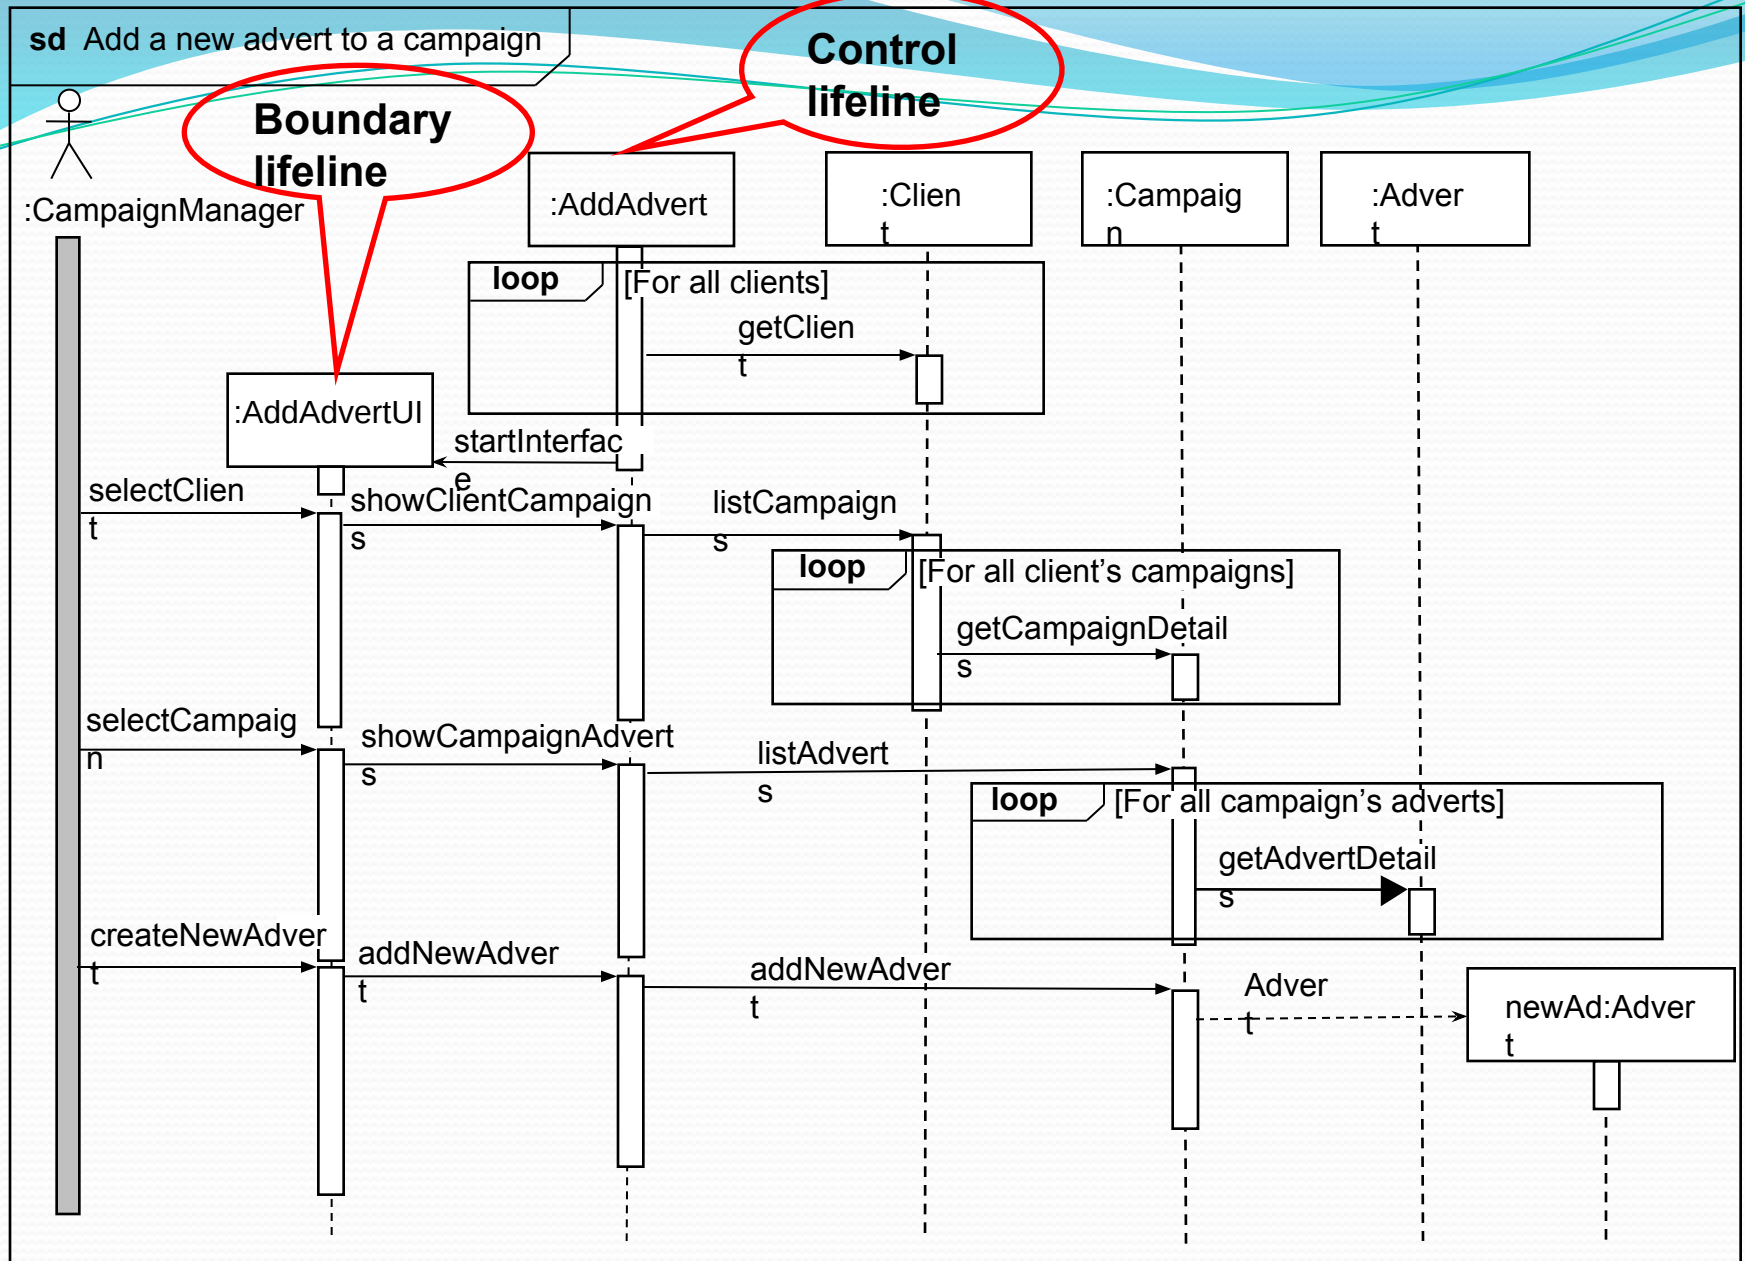 sd Add a new advert to a campaign
Control
lifeline
Boundary
lifeline
:CampaignManager
:AddAdvert
:Clien
t
:Campaig
n
:Adver
t
loop [For all clients]
getClien
t
:AddAdvertUI
startInterfac
e
selectClien
t
showClientCampaign
s
listCampaign
s
loop [For all client’s campaigns]
getCampaignDetail
s
selectCampaig
n
showCampaignAdvert
s
listAdvert
s
loop [For all campaign’s adverts]
getAdvertDetail
s
createNewAdver
t
addNewAdver
t
addNewAdver
t
Adver
t
newAd:Adver
t